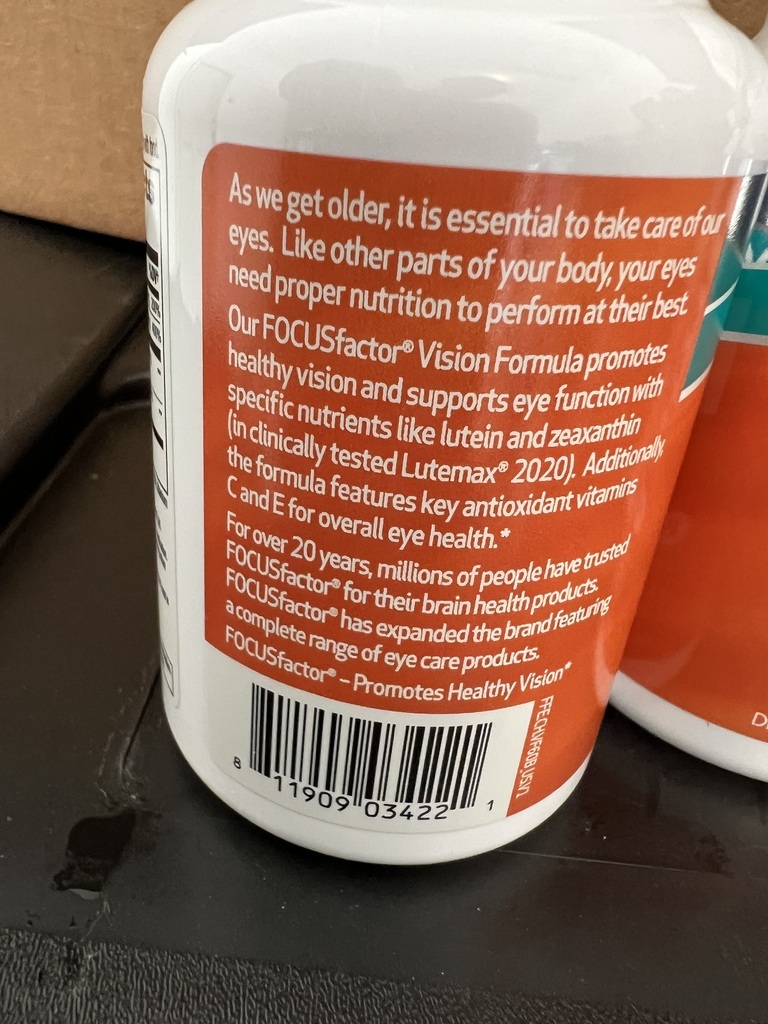 As we get older, it is essential to take care of our
eyes. Like other parts of your body, your eyes
need proper nutrition to perform at their best.
Our FOCUSfactor® Vision Formula promotes
healthy vision and supports eye function with
specific nutrients like lutein and zeaxanthin
(in clinically tested Lutemax® 2020). Additionally,
the formula features key antioxidant vitamins
C and E for overall eye health.*
For over 20 years, millions of people have trusted
FOCUSfactor® for their brain health products.
FOCUSfactor® has expanded the brand featuring
a complete range of eye care products.
FOCUSfactor® – Promotes Healthy Vision*
8 11909 03422 1